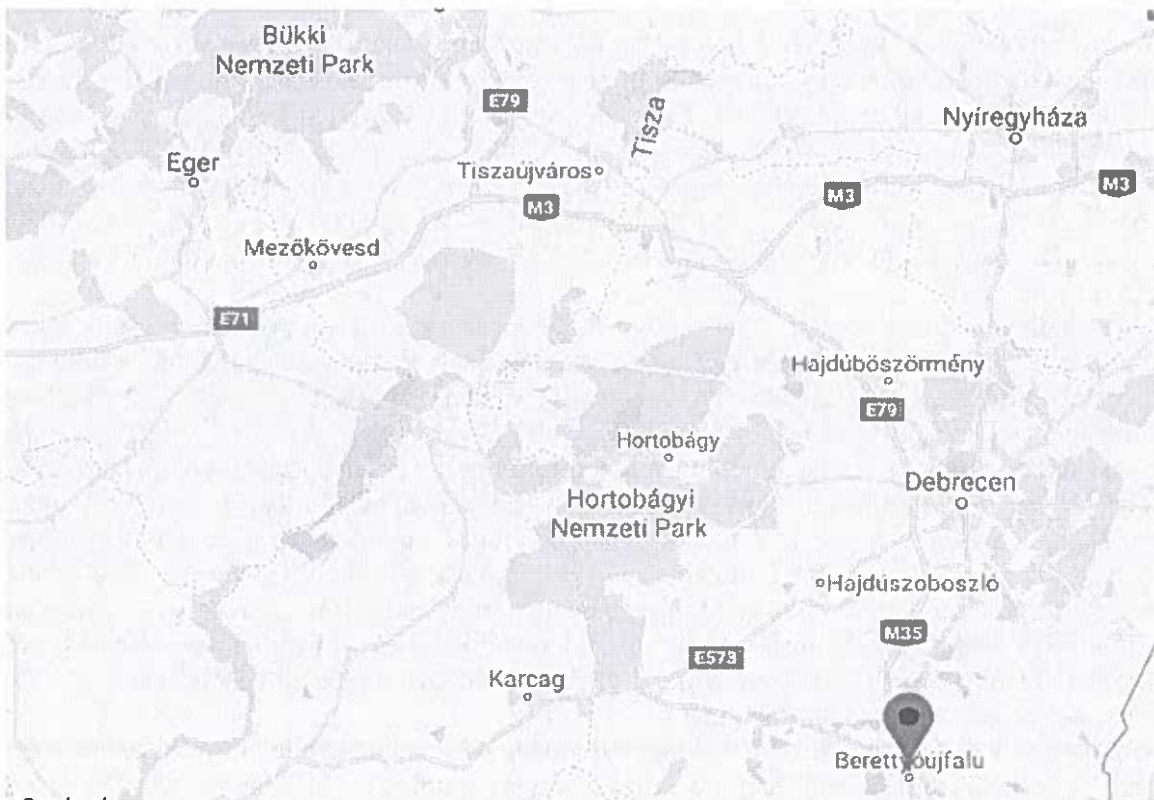 Bükki
Nemzeti Park
E79
Tisza
Nyíregyháza
Eger
Tiszaújváros
M3
M3
M3
Mezőkövesd
E71
Hajdúböszörmény
E79
Hortobágy
Debrecen
Hortobágyi
Nemzeti Park
Hajdúszoboszló
M35
E573
Karcag
Berettyóújfalu